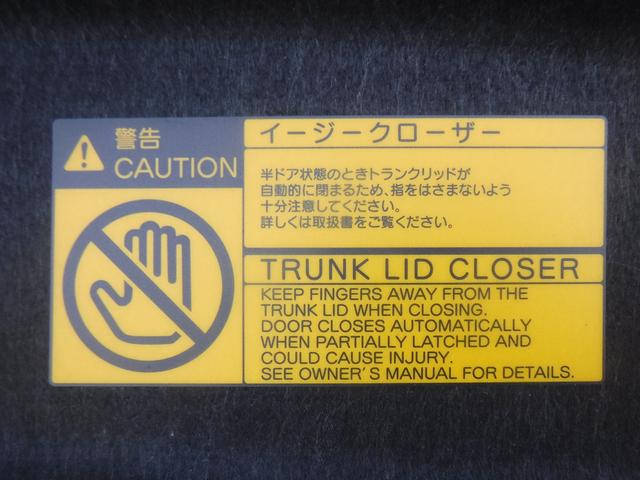 警告
CAUTION
イージークローザー
半ドア状態のときトランクリッドが
自動的に閉まるため、指をはさまないよう
十分注意してください。
詳しくは取扱書をご覧ください。
TRUNK LID CLOSER
KEEP FINGERS AWAY FROM THE
TRUNK LID WHEN CLOSING.
DOOR CLOSES AUTOMATICALLY
WHEN PARTIALLY LATCHED AND
COULD CAUSE INJURY.
SEE OWNER'S MANUAL FOR DETAILS.